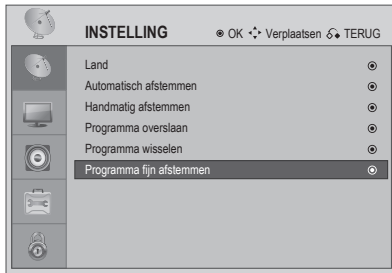 INSTELLING OK Verplaatsen TERUG
Land
Automatisch afstemmen
Handmatig afstemmen
Programma overslaan
Programma wisselen
Programma fijn afstemmen